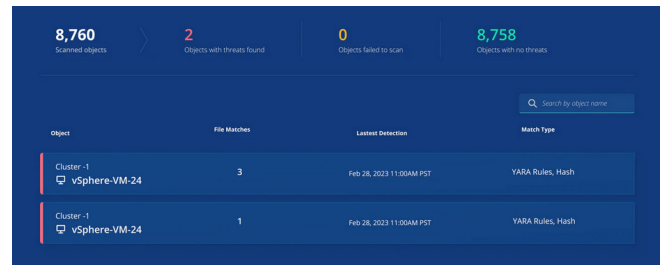 8,760
Scanned objects
2
Objects with threats found
0
Objects failed to scan
8,758
Objects with no threats
Search by object name
Object File Matches Lastest Detection Match Type
Cluster -1
vSphere-VM-24
3
Feb 28, 2023 11:00AM PST
YARA Rules, Hash
Cluster -1
vSphere-VM-24
1
Feb 28, 2023 11:00AM PST
YARA Rules, Hash